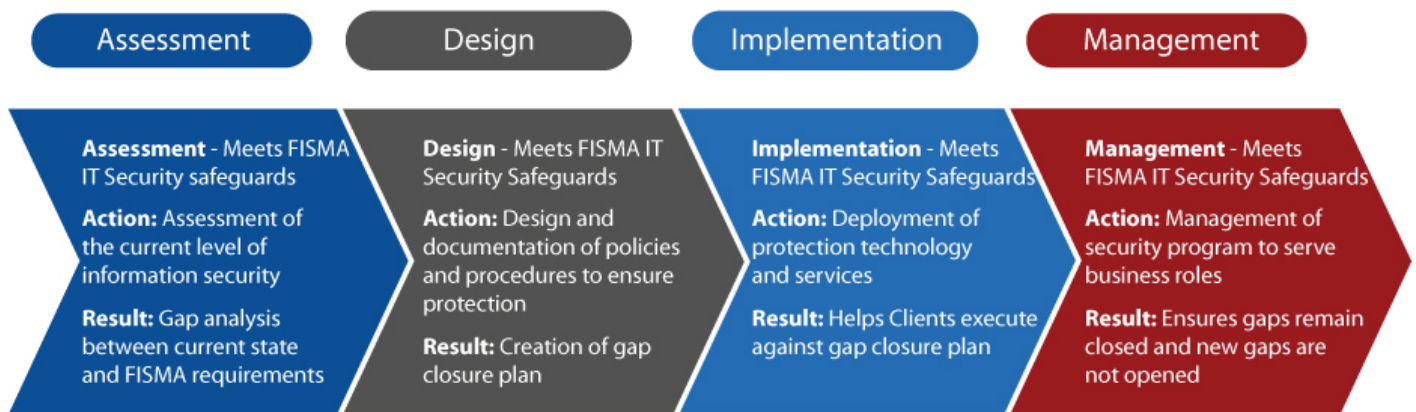 Assessment
Design
Implementation
Management
Assessment - Meets FISMA
IT Security safeguards
Action: Assessment of
the current level of
information security
Result: Gap analysis
between current state
and FISMA requirements
Design - Meets FISMA IT
Security Safeguards
Action: Design and
documentation of policies
and procedures to ensure
protection
Result: Creation of gap
closure plan
Implementation - Meets
FISMA IT Security Safeguards
Action: Deployment of
protection technology
and services
Result: Helps Clients execute
against gap closure plan
Management - Meets
FISMA IT Security Safeguards
Action: Management of
security program to serve
business roles
Result: Ensures gaps remain
closed and new gaps are
not opened